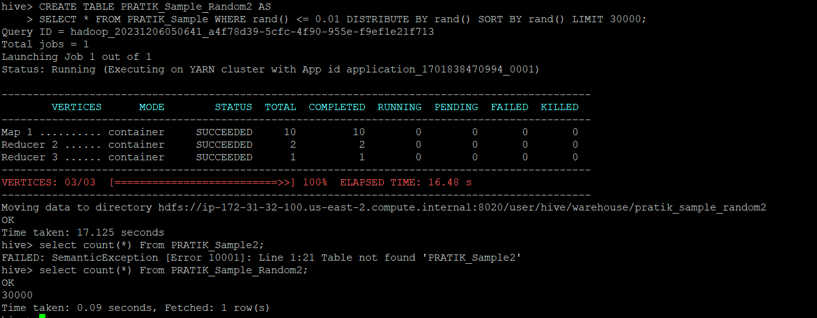 hive> CREATE TABLE PRATIK_Sample_Random2 AS
    > SELECT * FROM PRATIK_Sample WHERE rand() <= 0.01 DISTRIBUTE BY rand() SORT BY rand() LIMIT 30000;
Query ID = hadoop_20231206050641_a4f78d39-5cfc-4f90-955e-f9ef1e21f713
Total jobs = 1
Launching Job 1 out of 1
Status: Running (Executing on YARN cluster with App id application_1701838470994_0001)
----------------------------------------------------------------------------------------------
        VERTICES      MODE        STATUS  TOTAL  COMPLETED  RUNNING  PENDING  FAILED  KILLED
----------------------------------------------------------------------------------------------
Map 1 .......... container     SUCCEEDED     10         10        0        0       0       0
Reducer 2 ...... container     SUCCEEDED      2          2        0        0       0       0
Reducer 3 ...... container     SUCCEEDED      1          1        0        0       0       0
----------------------------------------------------------------------------------------------
VERTICES: 03/03  [==========================>>] 100%  ELAPSED TIME: 16.48 s
----------------------------------------------------------------------------------------------
Moving data to directory hdfs://ip-172-31-32-100.us-east-2.compute.internal:8020/user/hive/warehouse/pratik_sample_random2
OK
Time taken: 17.125 seconds
hive> select count(*) From PRATIK_Sample2;
FAILED: SemanticException [Error 10001]: Line 1:21 Table not found 'PRATIK_Sample2'
hive> select count(*) From PRATIK_Sample_Random2;
OK
30000
Time taken: 0.09 seconds, Fetched: 1 row(s)